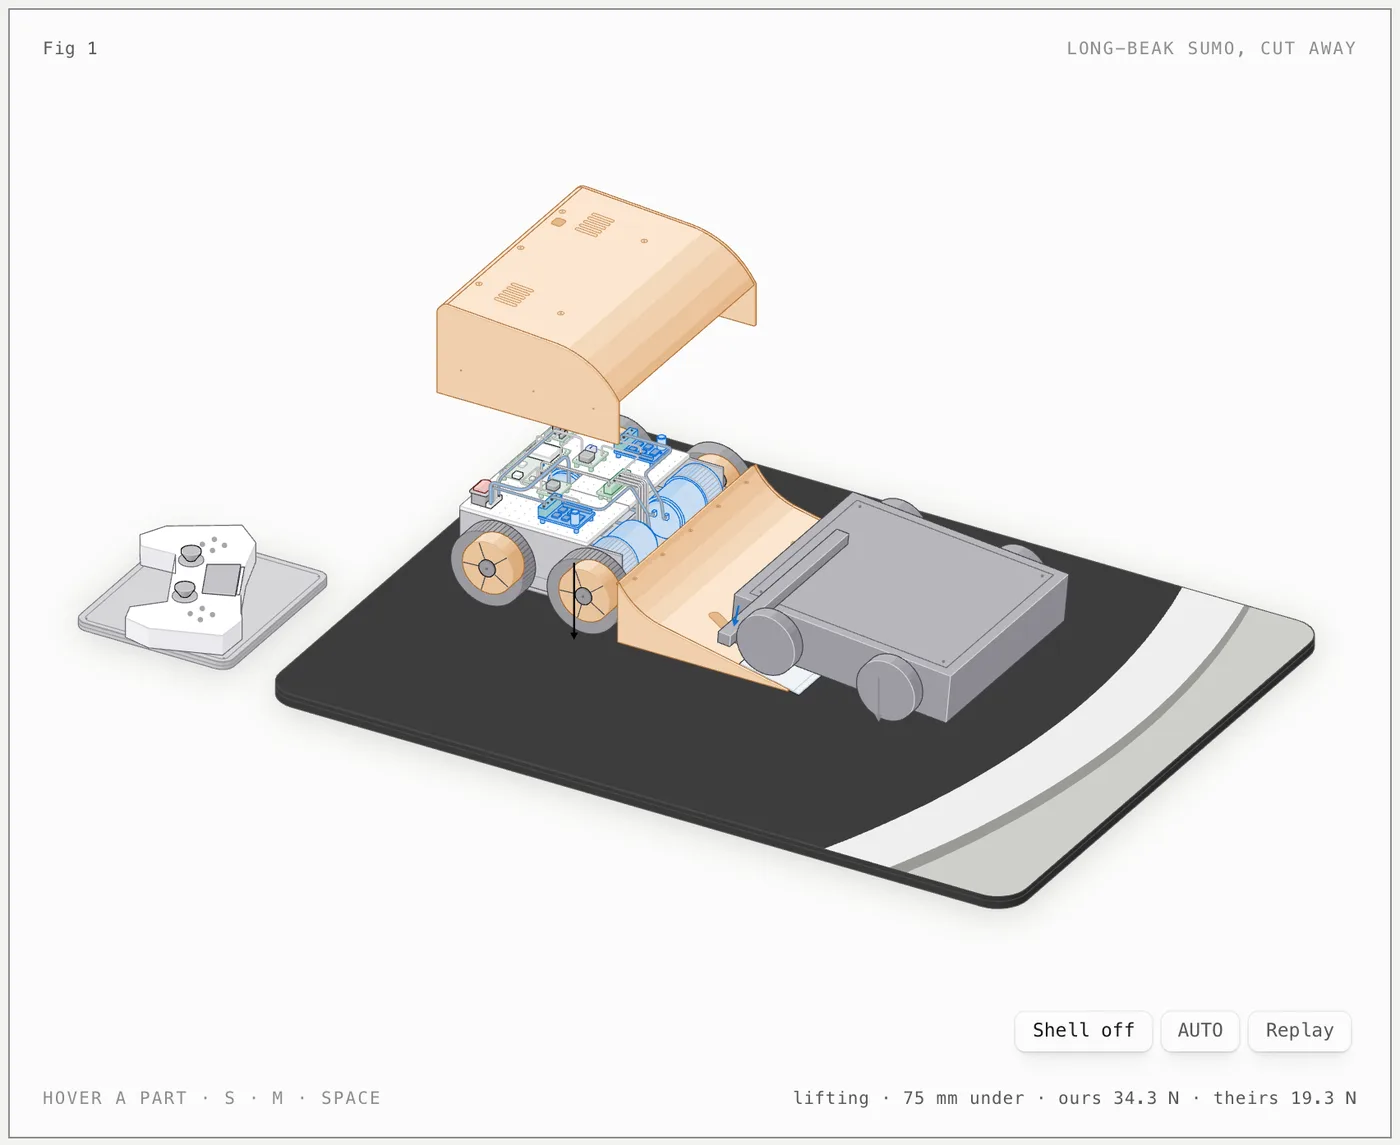 Fig 1
LONG–BEAK SUMO, CUT AWAY
Shell off
AUTO
Replay
HOVER A PART · S · M · SPACE
lifting · 75 mm under · ours 34.3 N · theirs 19.3 N